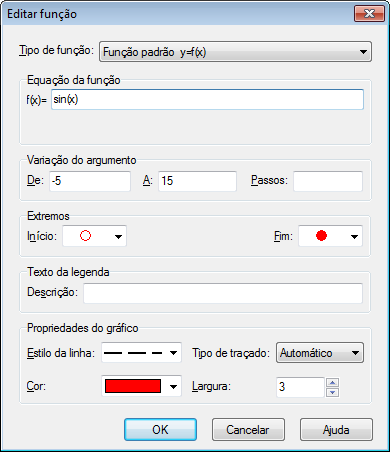 Editar função
Tipo de função: Função padrão y=f(x)
Equação da função
f(x)= sin(x)
Variação do argumento
De: -5 A: 15 Passos:
Extremos
Início: Fim:
Texto da legenda
Descrição:
Propriedades do gráfico
Estilo da linha: Tipo de traçado: Automático
Cor: Largura: 3
OK Cancelar Ajuda